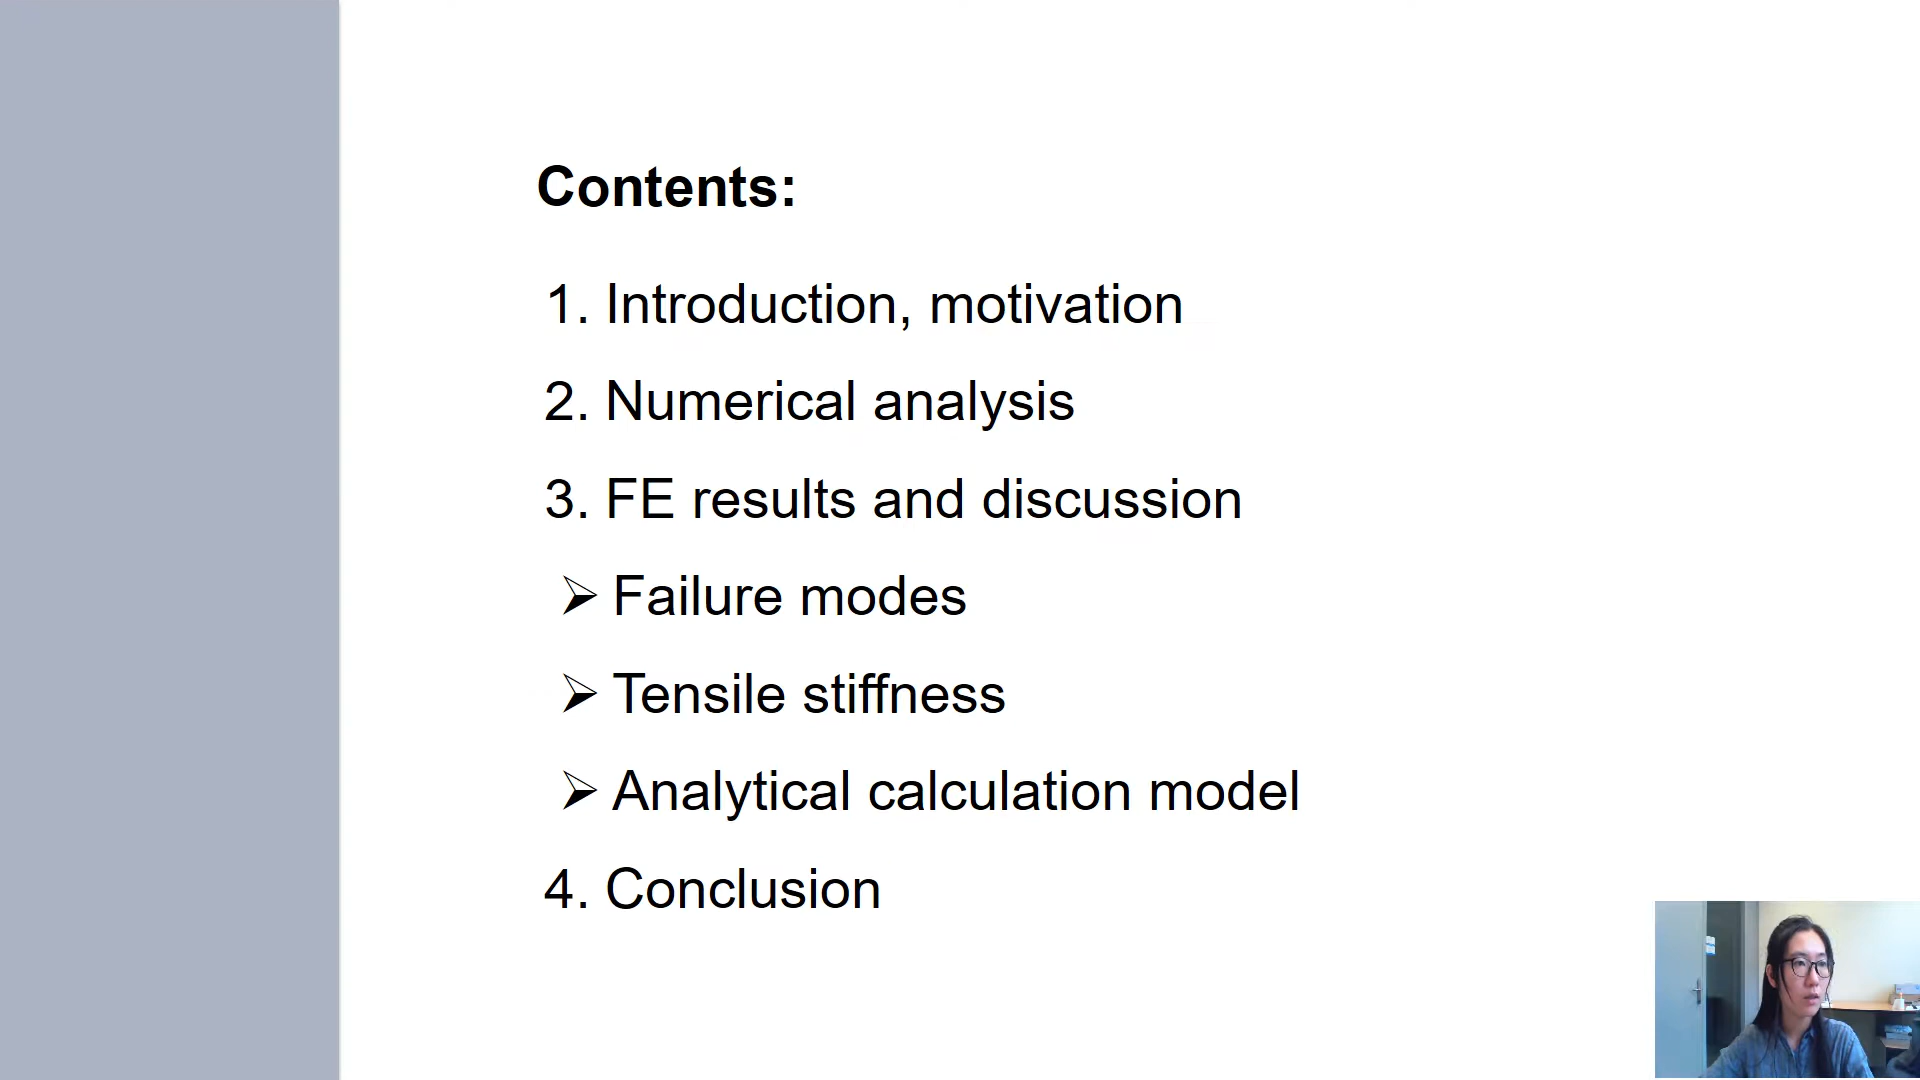 Contents:
1. Introduction, motivation
2. Numerical analysis
3. FE results and discussion
➢ Failure modes
➢ Tensile stiffness
➢ Analytical calculation model
4. Conclusion